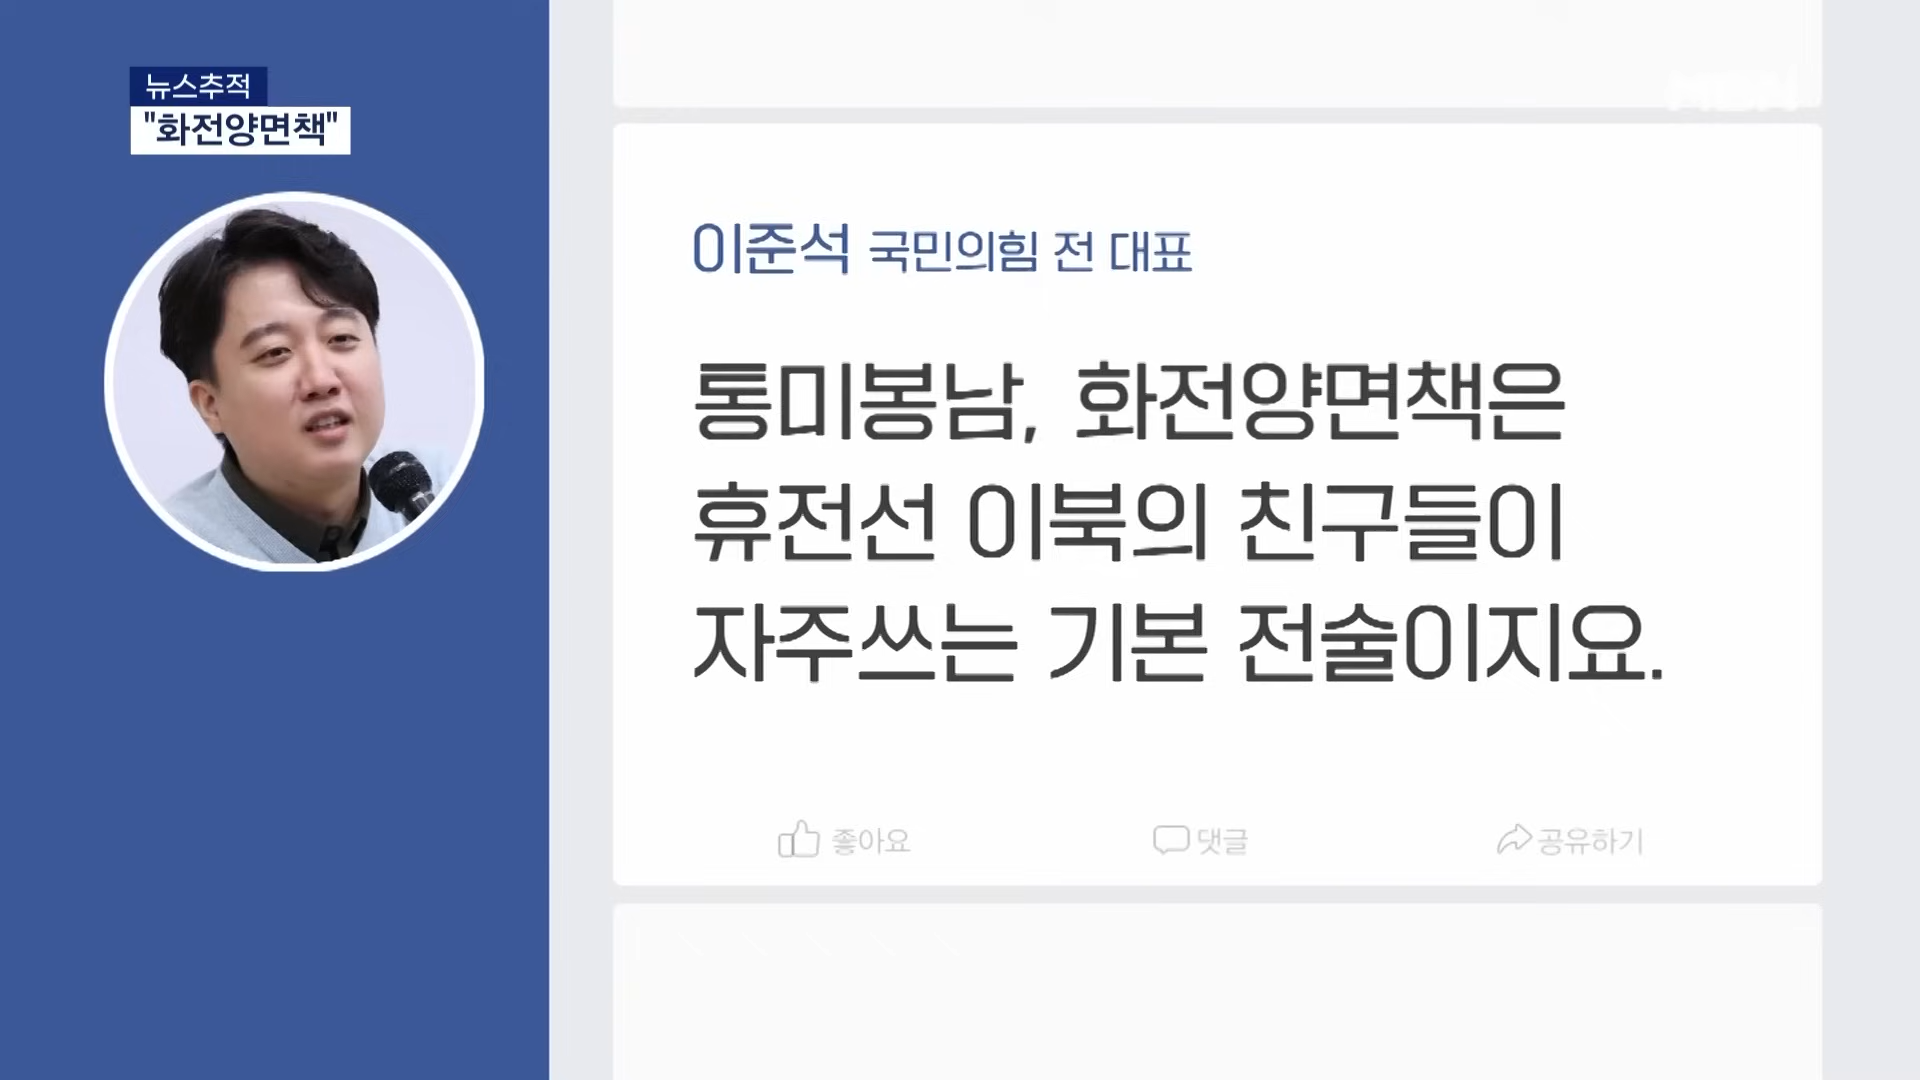 뉴스추적
"화전양면책"
MBN
이준석 국민의힘 전 대표
통미봉남, 화전양면책은
휴전선 이북의 친구들이
자주쓰는 기본 전술이지요.
좋아요
댓글
공유하기